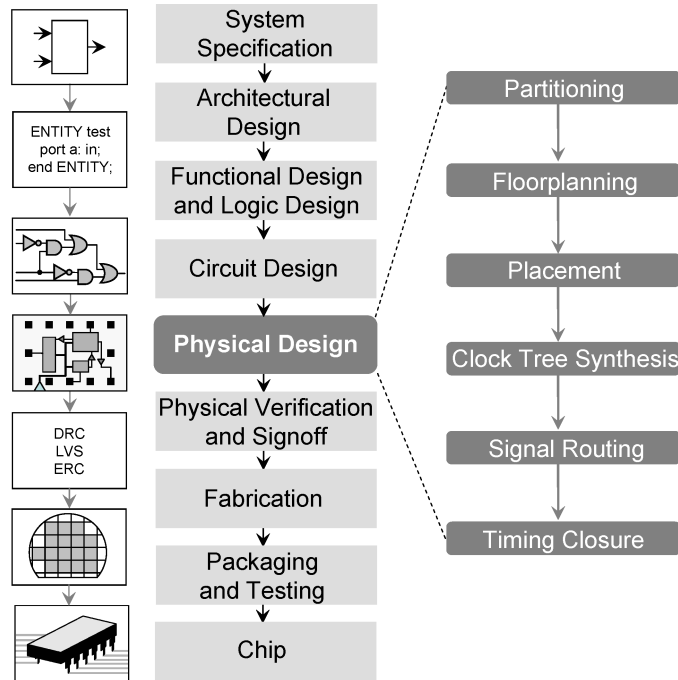 ENTITY test
port a: in;
end ENTITY;
DRC
LVS
ERC
System
Specification
Architectural
Design
Functional Design
and Logic Design
Circuit Design
Physical Design
Physical Verification
and Signoff
Fabrication
Packaging
and Testing
Chip
Partitioning
Floorplanning
Placement
Clock Tree Synthesis
Signal Routing
Timing Closure